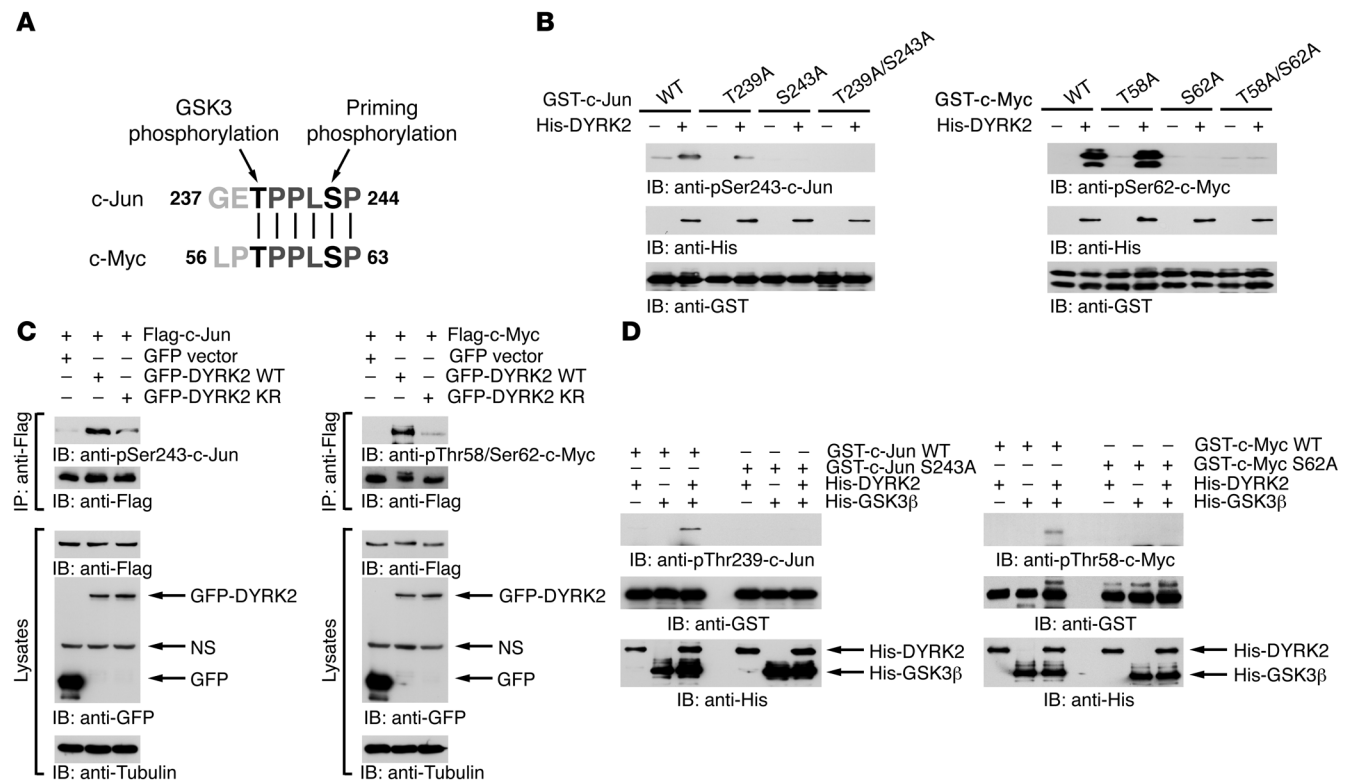 A
GSK3 phosphorylation
Priming phosphorylation
c-Jun 237 GETPPLSP 244
c-Myc 56 LPTPPLSP 63
B
GST-c-Jun WT T239A S243A T239A/S243A
His-DYRK2 − + − + − + − +
IB: anti-pSer243-c-Jun
IB: anti-His
IB: anti-GST
GST-c-Myc WT T58A S62A T58A/S62A
His-DYRK2 − + − + − + − +
IB: anti-pSer62-c-Myc
IB: anti-His
IB: anti-GST
C
+ + + Flag-c-Jun
+ − − GFP vector
− + − GFP-DYRK2 WT
− − + GFP-DYRK2 KR
IP: anti-Flag
IB: anti-pSer243-c-Jun
IB: anti-Flag
Lysates
IB: anti-Flag
GFP-DYRK2
NS
GFP
IB: anti-GFP
IB: anti-Tubulin
+ + + Flag-c-Myc
+ − − GFP vector
− + − GFP-DYRK2 WT
− − + GFP-DYRK2 KR
IP: anti-Flag
IB: anti-pThr58/Ser62-c-Myc
IB: anti-Flag
Lysates
IB: anti-Flag
GFP-DYRK2
NS
GFP
IB: anti-GFP
IB: anti-Tubulin
D
+ + + − − − GST-c-Jun WT
− − − + + + GST-c-Jun S243A
+ − + + − + His-DYRK2
− + + − + + His-GSK3β
IB: anti-pThr239-c-Jun
IB: anti-GST
His-DYRK2
His-GSK3β
IB: anti-His
+ + + − − − GST-c-Myc WT
− − − + + + GST-c-Myc S62A
+ − + + − + His-DYRK2
− + + − + + His-GSK3β
IB: anti-pThr58-c-Myc
IB: anti-GST
His-DYRK2
His-GSK3β
IB: anti-His